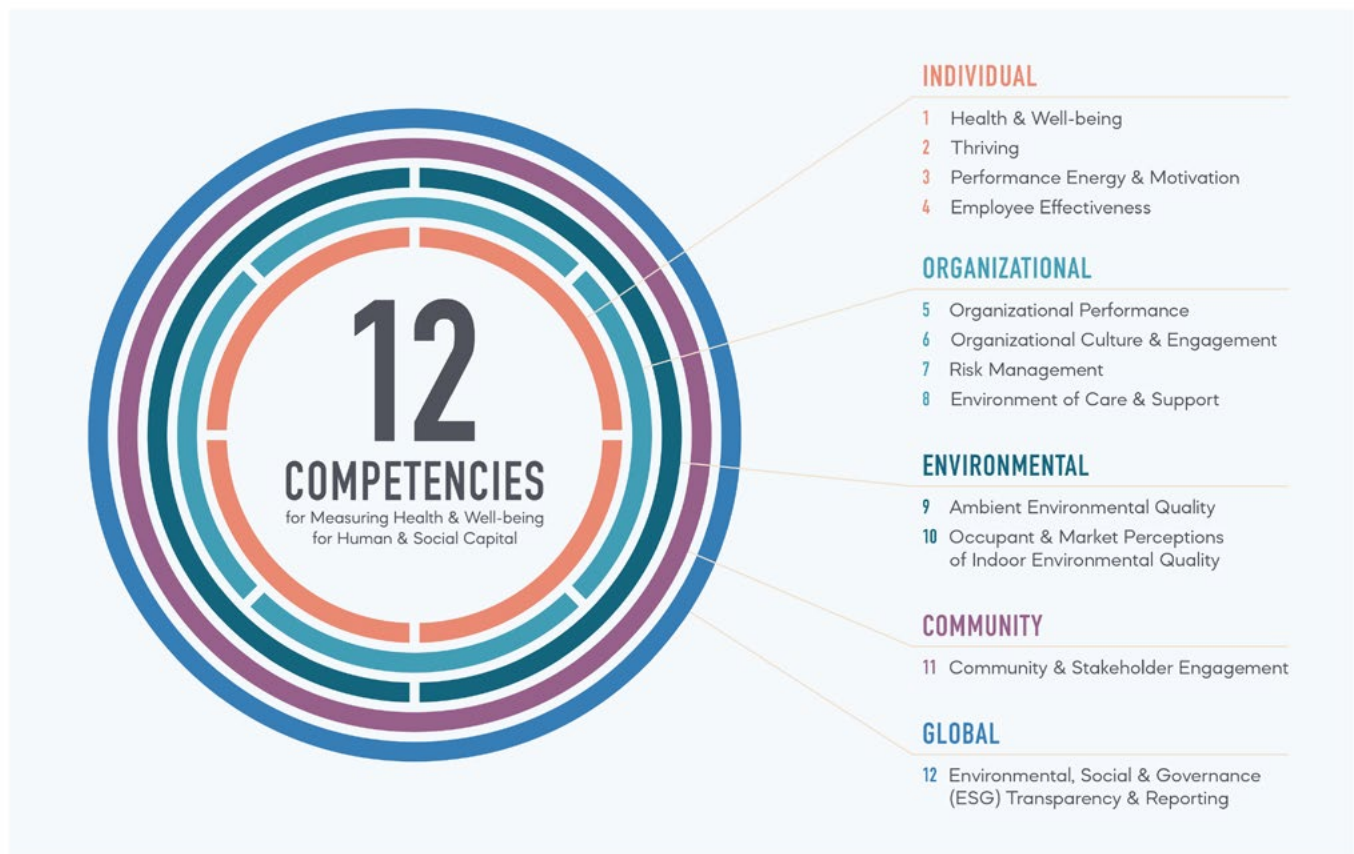 12
COMPETENCIES
for Measuring Health & Well-being
for Human & Social Capital
INDIVIDUAL
1 Health & Well-being
2 Thriving
3 Performance Energy & Motivation
4 Employee Effectiveness
ORGANIZATIONAL
5 Organizational Performance
6 Organizational Culture & Engagement
7 Risk Management
8 Environment of Care & Support
ENVIRONMENTAL
9 Ambient Environmental Quality
10 Occupant & Market Perceptions
of Indoor Environmental Quality
COMMUNITY
11 Community & Stakeholder Engagement
GLOBAL
12 Environmental, Social & Governance
(ESG) Transparency & Reporting